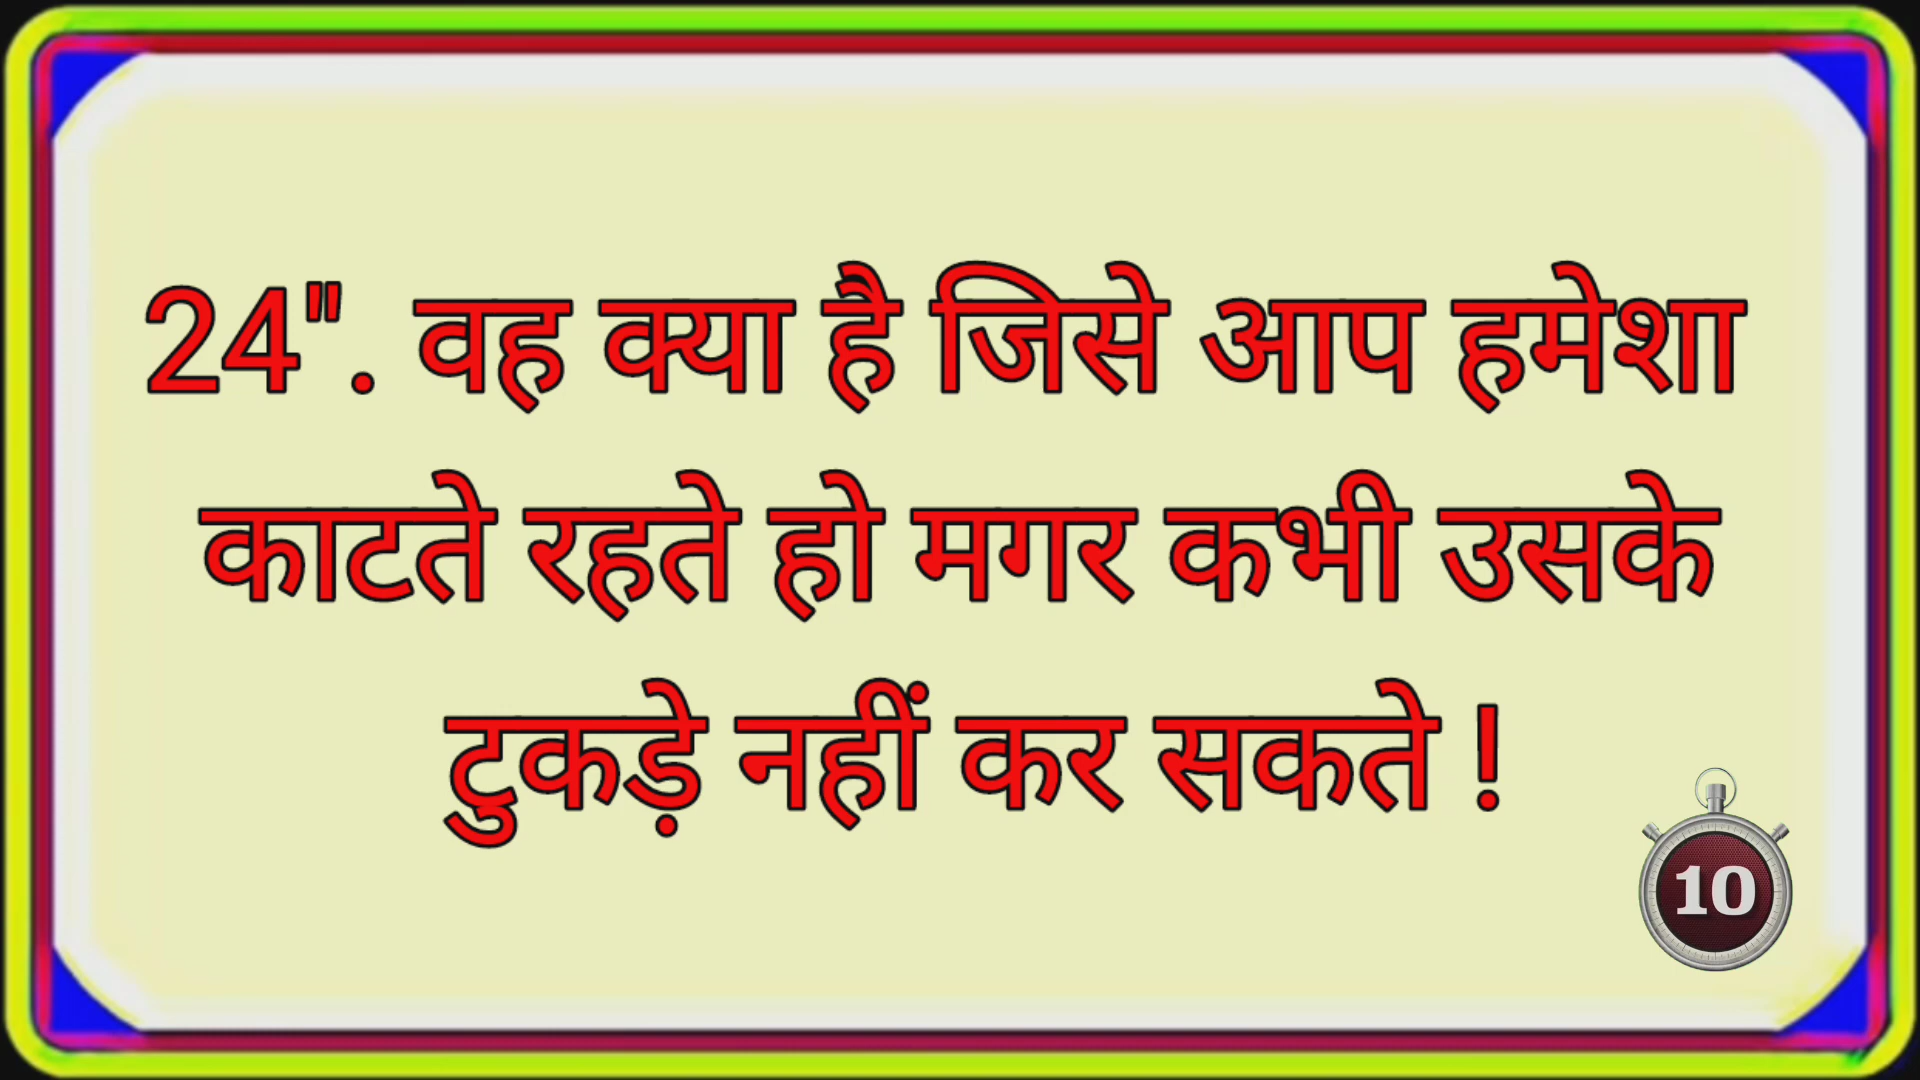 24". वह क्या है जिसे आप हमेशा
काटते रहते हो मगर कभी उसके
टुकड़े नहीं कर सकते !
10